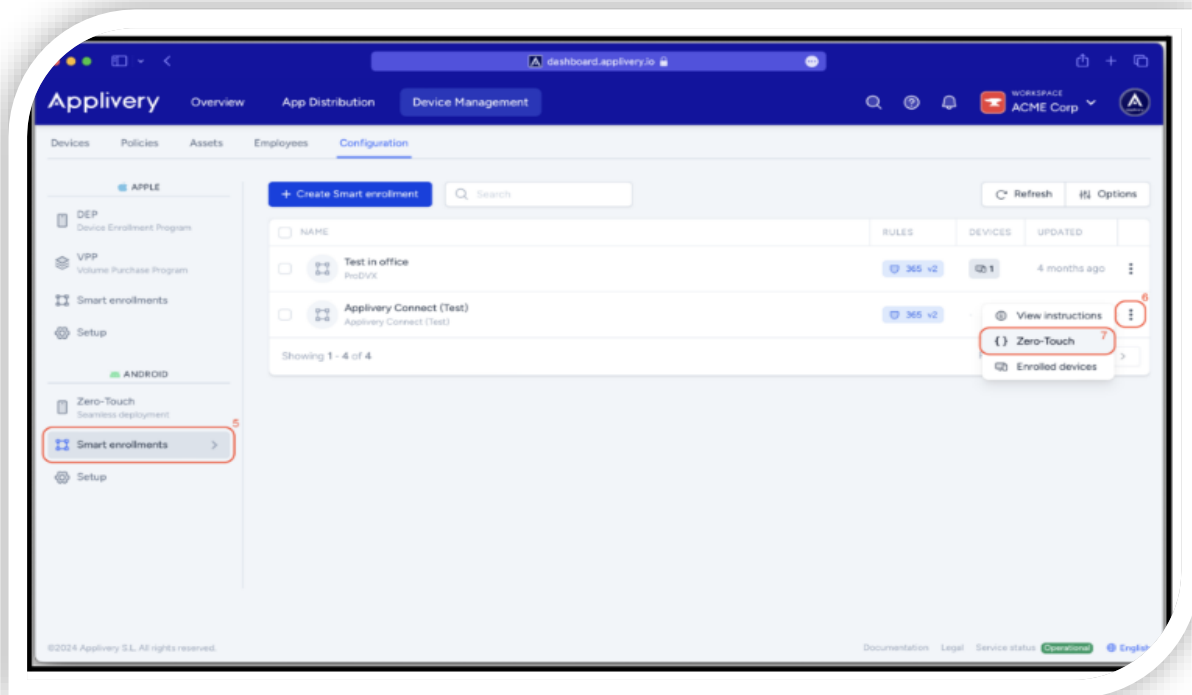 dashboard.applivery.io
Applivery Overview App Distribution Device Management
WORKSPACE
ACME Corp
Devices Policies Assets Employees Configuration
APPLE
DEP
Device Enrollment Program
VPP
Volume Purchase Program
Smart enrollments
Setup
ANDROID
Zero-Touch
Seamless deployment
5
Smart enrollments
Setup
+ Create Smart enrollment
Search
Refresh
Options
NAME RULES DEVICES UPDATED
Test in office
ProDVX
365 v2
1
4 months ago
Applivery Connect (Test)
Applivery Connect (Test)
365 v2
6
View instructions
{ } Zero-Touch 7
Enrolled devices
Showing 1 - 4 of 4
©2024 Applivery S.L. All rights reserved.
Documentation Legal Service status Operational English